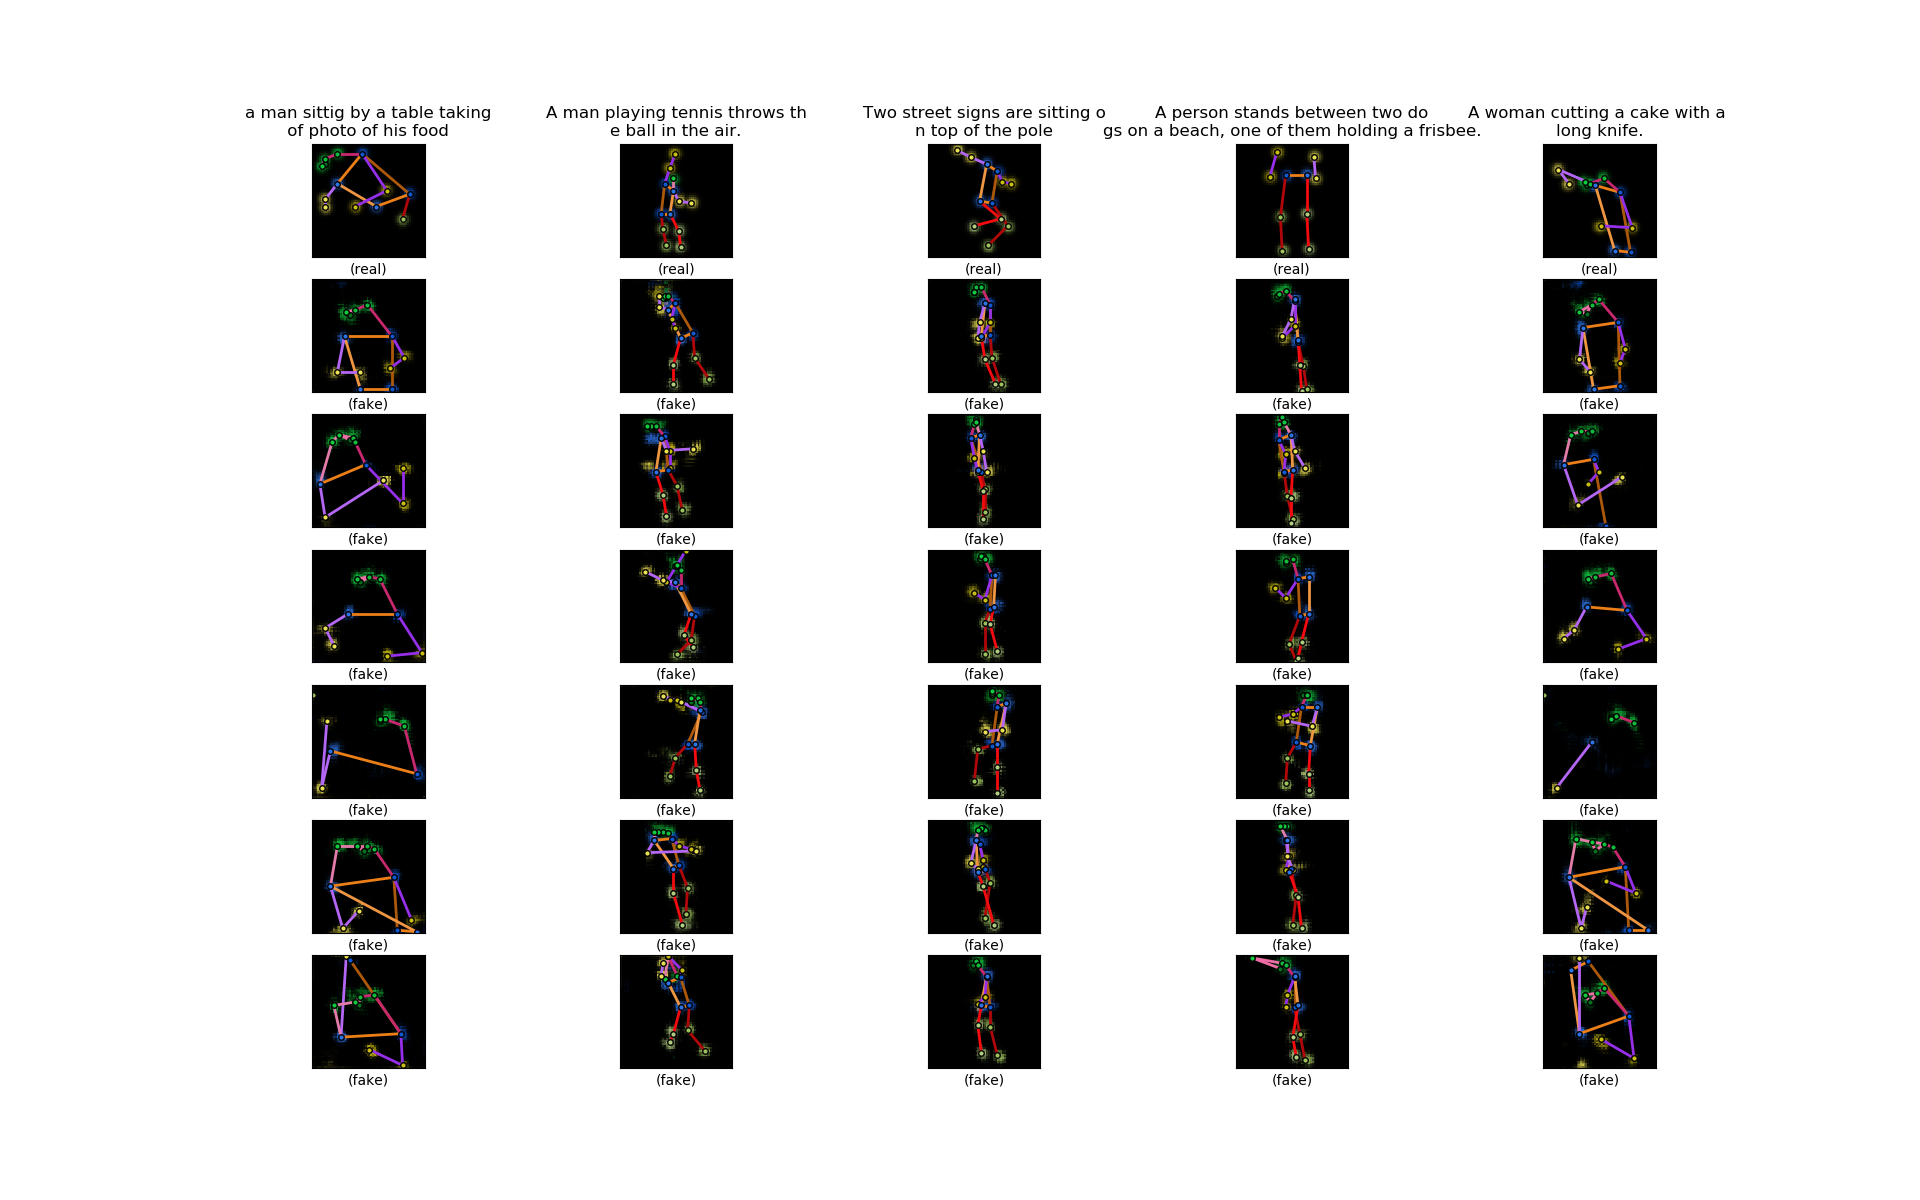 a man sittig by a table taking
of photo of his food
A man playing tennis throws th
e ball in the air.
Two street signs are sitting o
n top of the pole
A person stands between two do
gs on a beach, one of them holding a frisbee.
A woman cutting a cake with a
long knife.
(real) (real) (real) (real) (real)
(fake) (fake) (fake) (fake) (fake)
(fake) (fake) (fake) (fake) (fake)
(fake) (fake) (fake) (fake) (fake)
(fake) (fake) (fake) (fake) (fake)
(fake) (fake) (fake) (fake) (fake)
(fake) (fake) (fake) (fake) (fake)